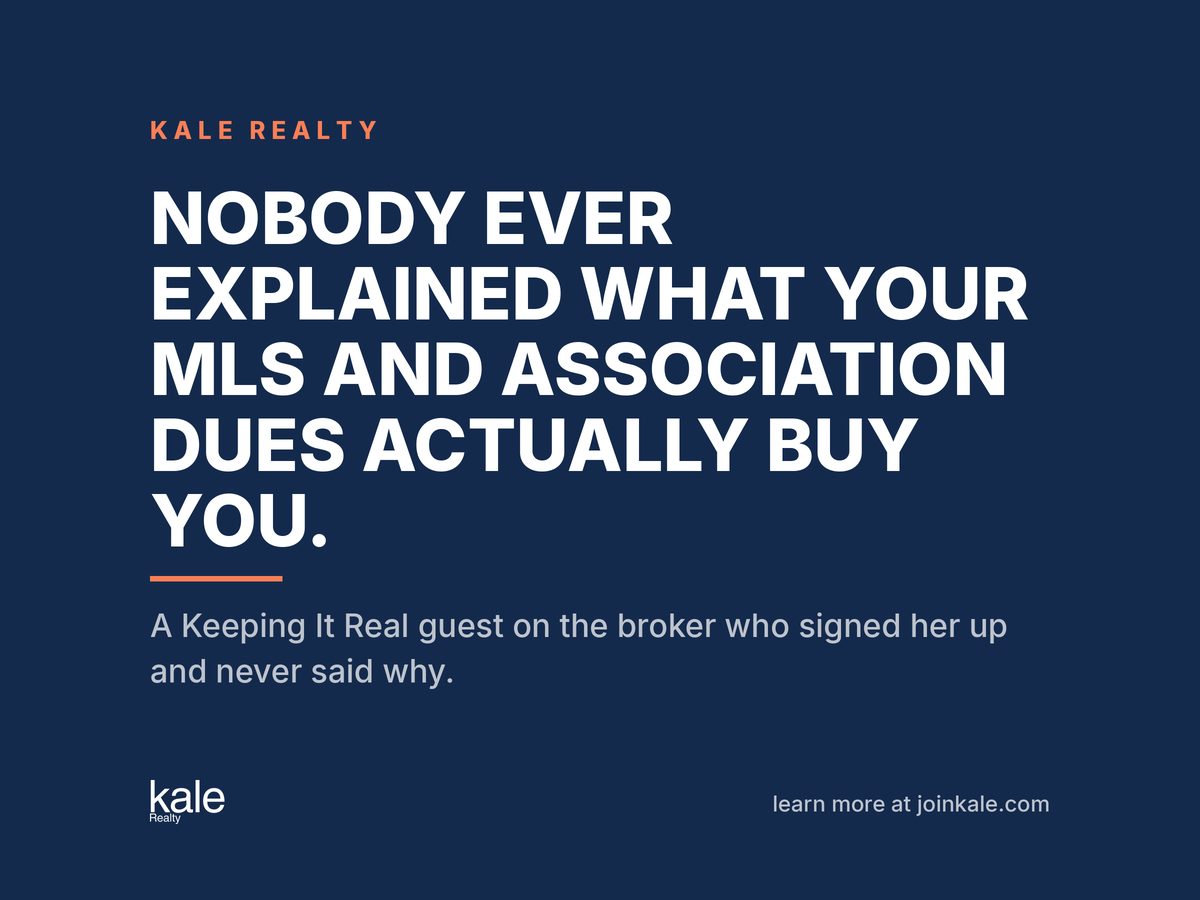 KALE REALTY
NOBODY EVER
EXPLAINED WHAT YOUR
MLS AND ASSOCIATION
DUES ACTUALLY BUY
YOU.
A Keeping It Real guest on the broker who signed her up
and never said why.
kale
Realty
learn more at joinkale.com